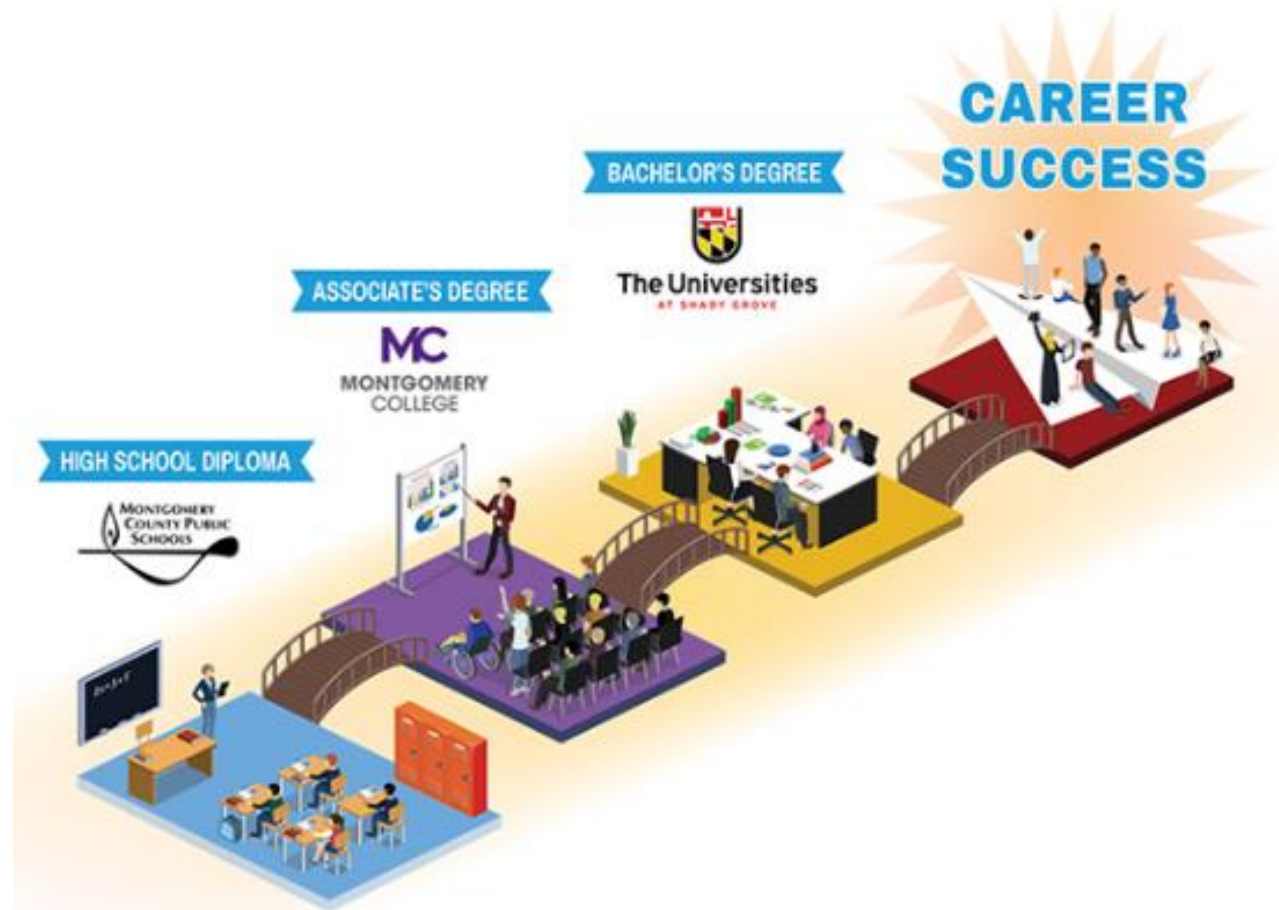 CAREER
SUCCESS
BACHELOR'S DEGREE
The Universities
AT SHADY GROVE
ASSOCIATE'S DEGREE
MC
MONTGOMERY
COLLEGE
HIGH SCHOOL DIPLOMA
MONTGOMERY
COUNTY PUBLIC
SCHOOLS